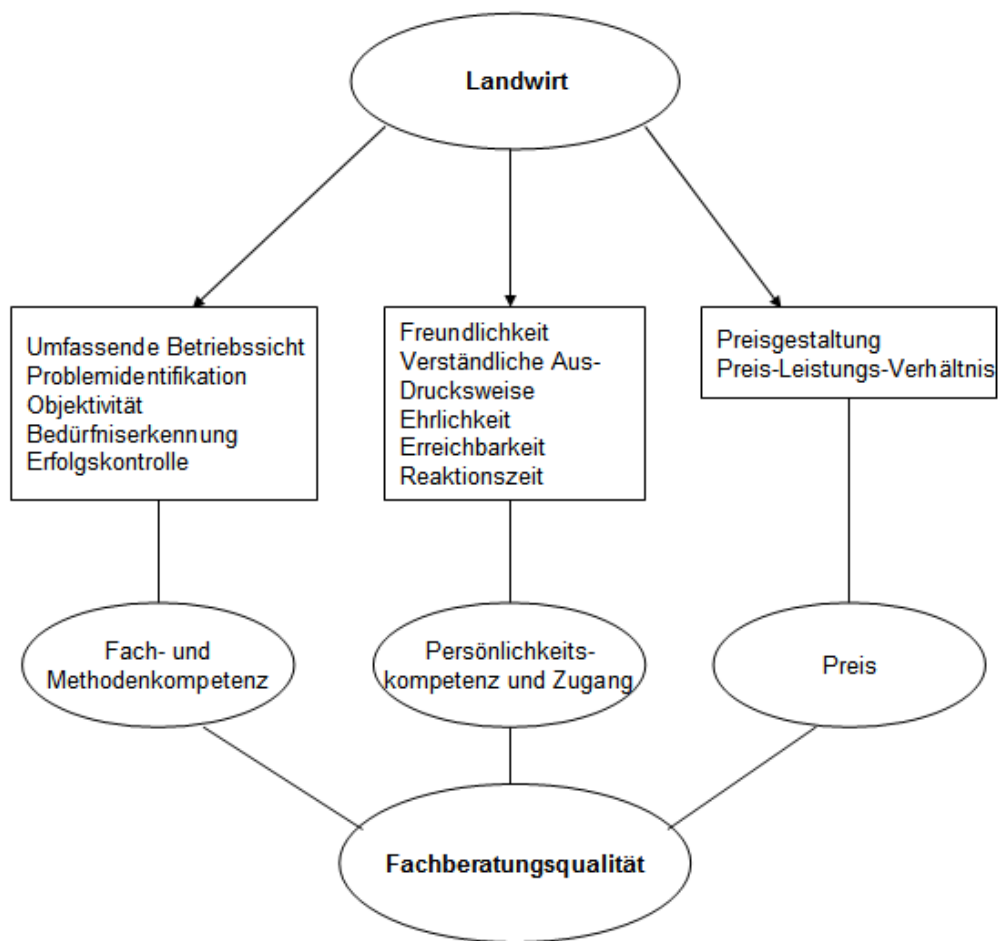 Landwirt
Umfassende Betriebssicht
Problemidentifikation
Objektivität
Bedürfniserkennung
Erfolgskontrolle
Freundlichkeit
Verständliche Aus-
Drucksweise
Ehrlichkeit
Erreichbarkeit
Reaktionszeit
Preisgestaltung
Preis-Leistungs-Verhältnis
Fach- und
Methodenkompetenz
Persönlichkeits-
kompetenz und Zugang
Preis
Fachberatungsqualität